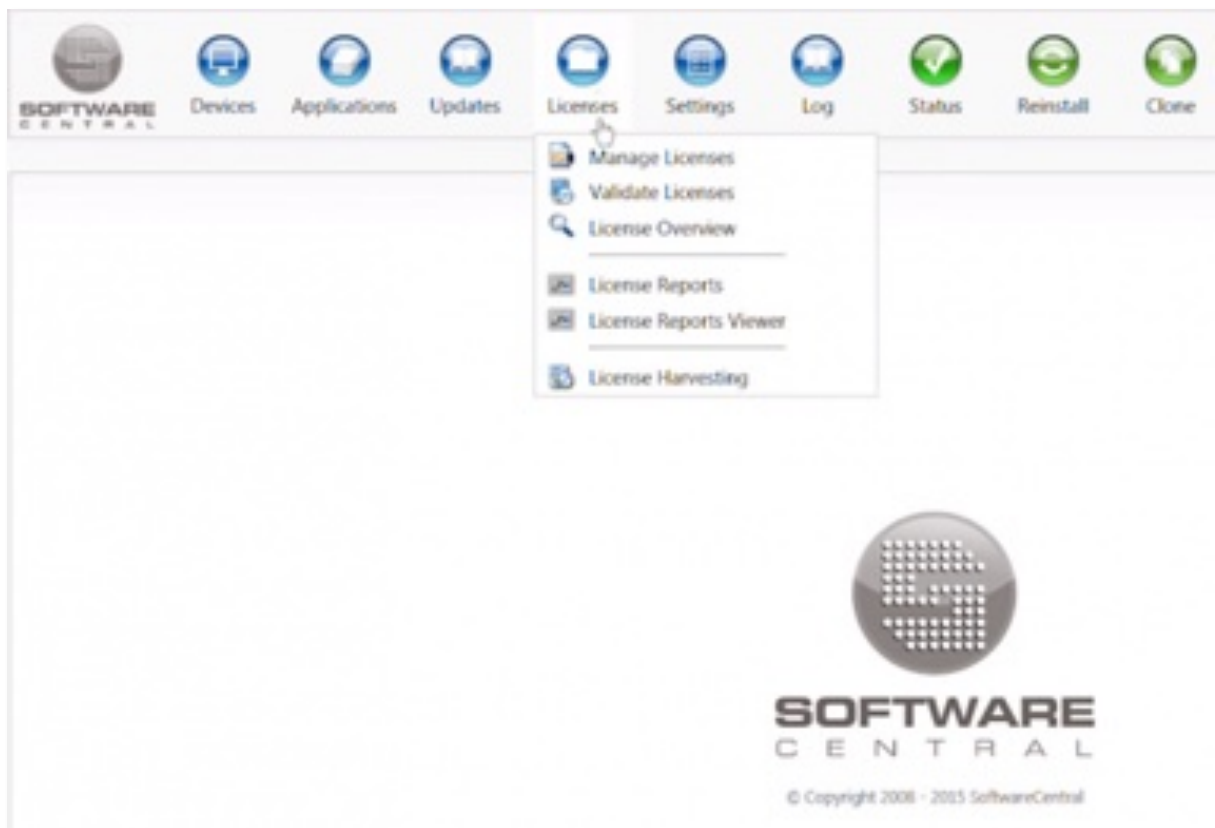 SOFTWARE
CENTRAL
Devices
Applications
Updates
Licenses
Settings
Log
Status
Reinstall
Clone
Manage Licenses
Validate Licenses
License Overview
License Reports
License Reports Viewer
License Harvesting
SOFTWARE
CENTRAL
© Copyright 2008 - 2015 SoftwareCentral